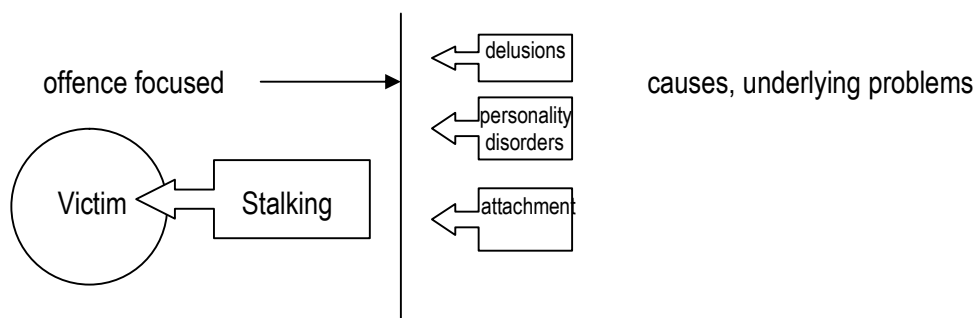 delusions
offence focused
causes, underlying problems
personality
disorders
Victim
Stalking
attachment